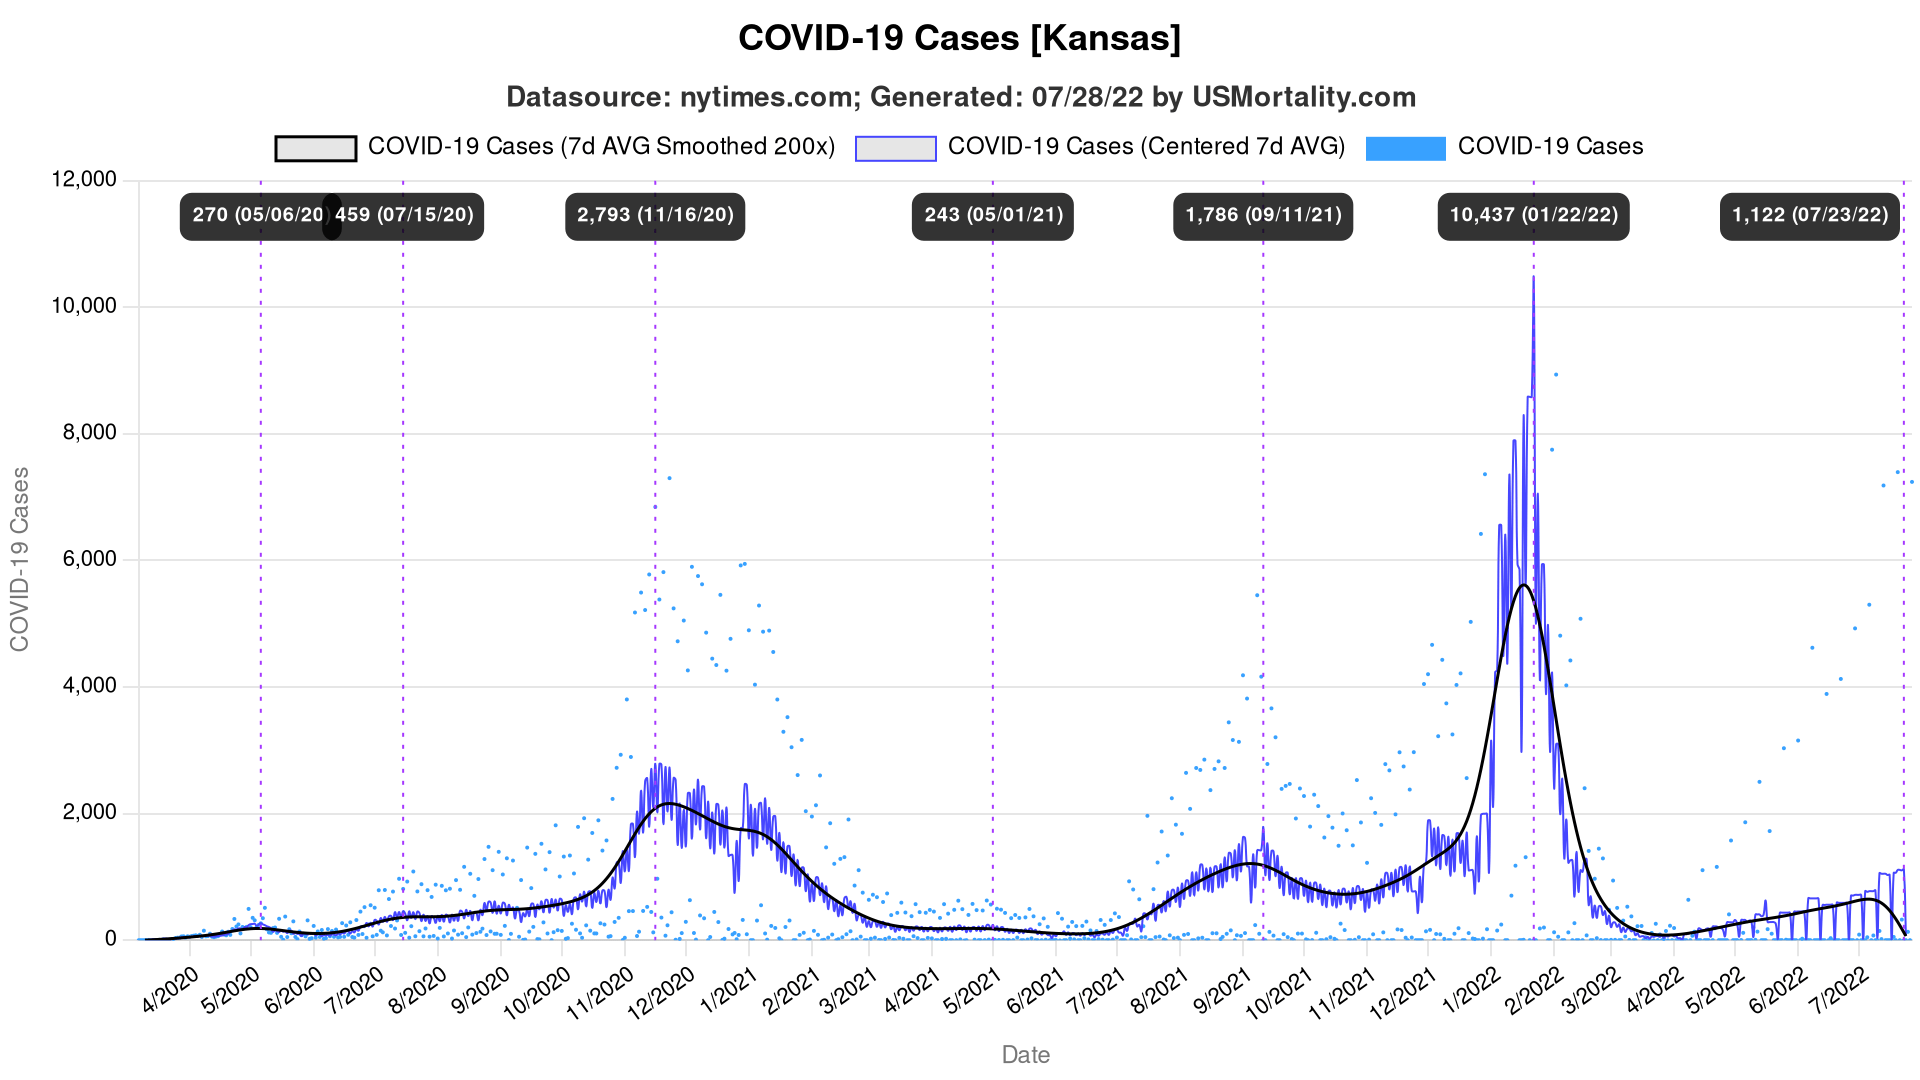 COVID-19 Cases [Kansas]
Datasource: nytimes.com; Generated: 07/28/22 by USMortality.com
COVID-19 Cases (7d AVG Smoothed 200x) COVID-19 Cases (Centered 7d AVG) COVID-19 Cases
12,000
270 (05/06/20) 459 (07/15/20) 2,793 (11/16/20) 243 (05/01/21) 1,786 (09/11/21) 10,437 (01/22/22) 1,122 (07/23/22)
10,000
8,000
6,000
4,000
2,000
0
COVID-19 Cases
4/2020 5/2020 6/2020 7/2020 8/2020 9/2020 10/2020 11/2020 12/2020 1/2021 2/2021 3/2021 4/2021 5/2021 6/2021 7/2021 8/2021 9/2021 10/2021 11/2021 12/2021 1/2022 2/2022 3/2022 4/2022 5/2022 6/2022 7/2022
Date